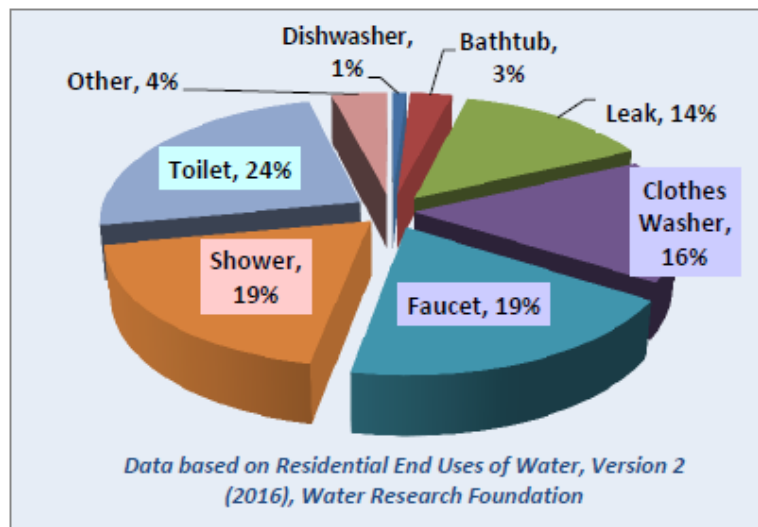 Dishwasher,
1%
Bathtub,
3%
Other, 4%
Leak, 14%
Toilet, 24%
Clothes
Washer,
16%
Shower,
19%
Faucet, 19%
Data based on Residential End Uses of Water, Version 2
(2016), Water Research Foundation